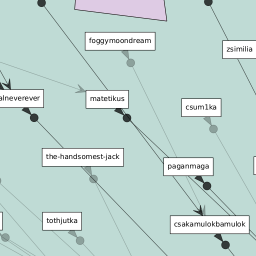 foggymoondream
zsimilia
alneverever
matetikus
csum1ka
the-handsomest-jack
paganmaga
tothjutka
csakamulokbamulok